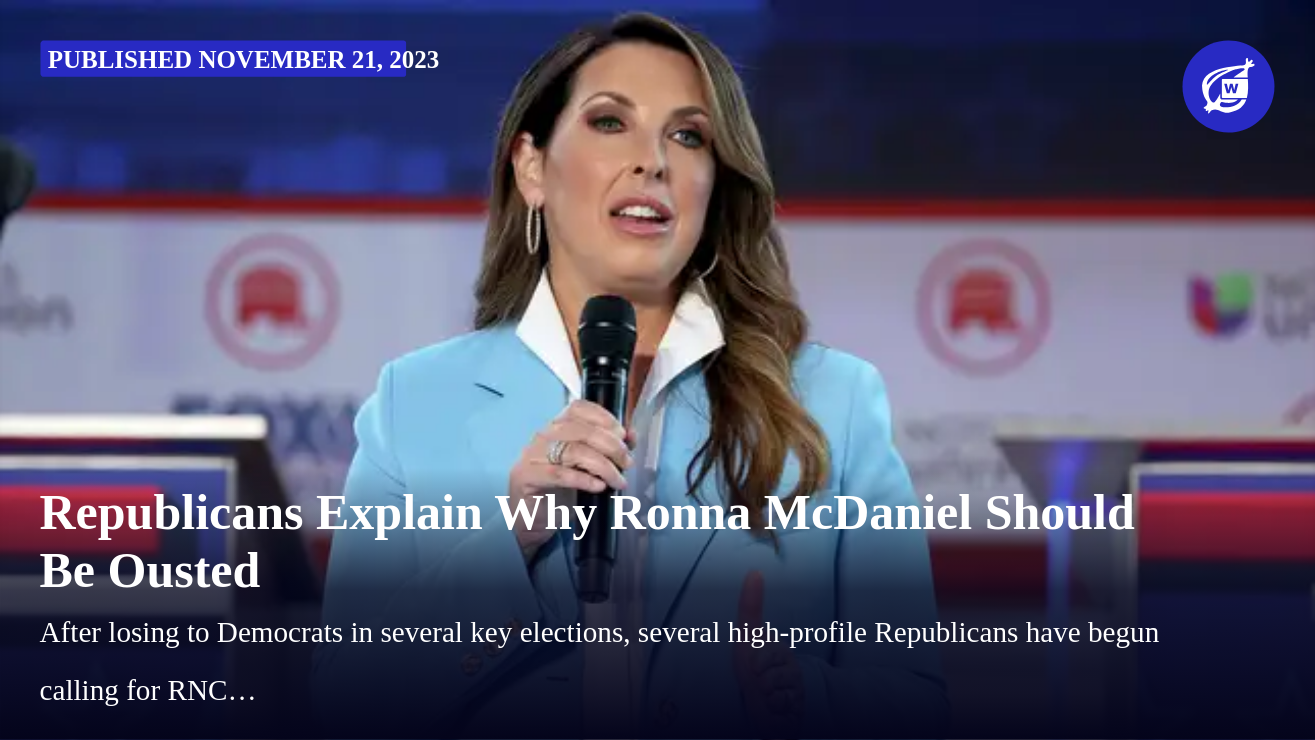 PUBLISHED NOVEMBER 21, 2023
W
Republicans Explain Why Ronna McDaniel Should
Be Ousted
After losing to Democrats in several key elections, several high-profile Republicans have begun
calling for RNC…